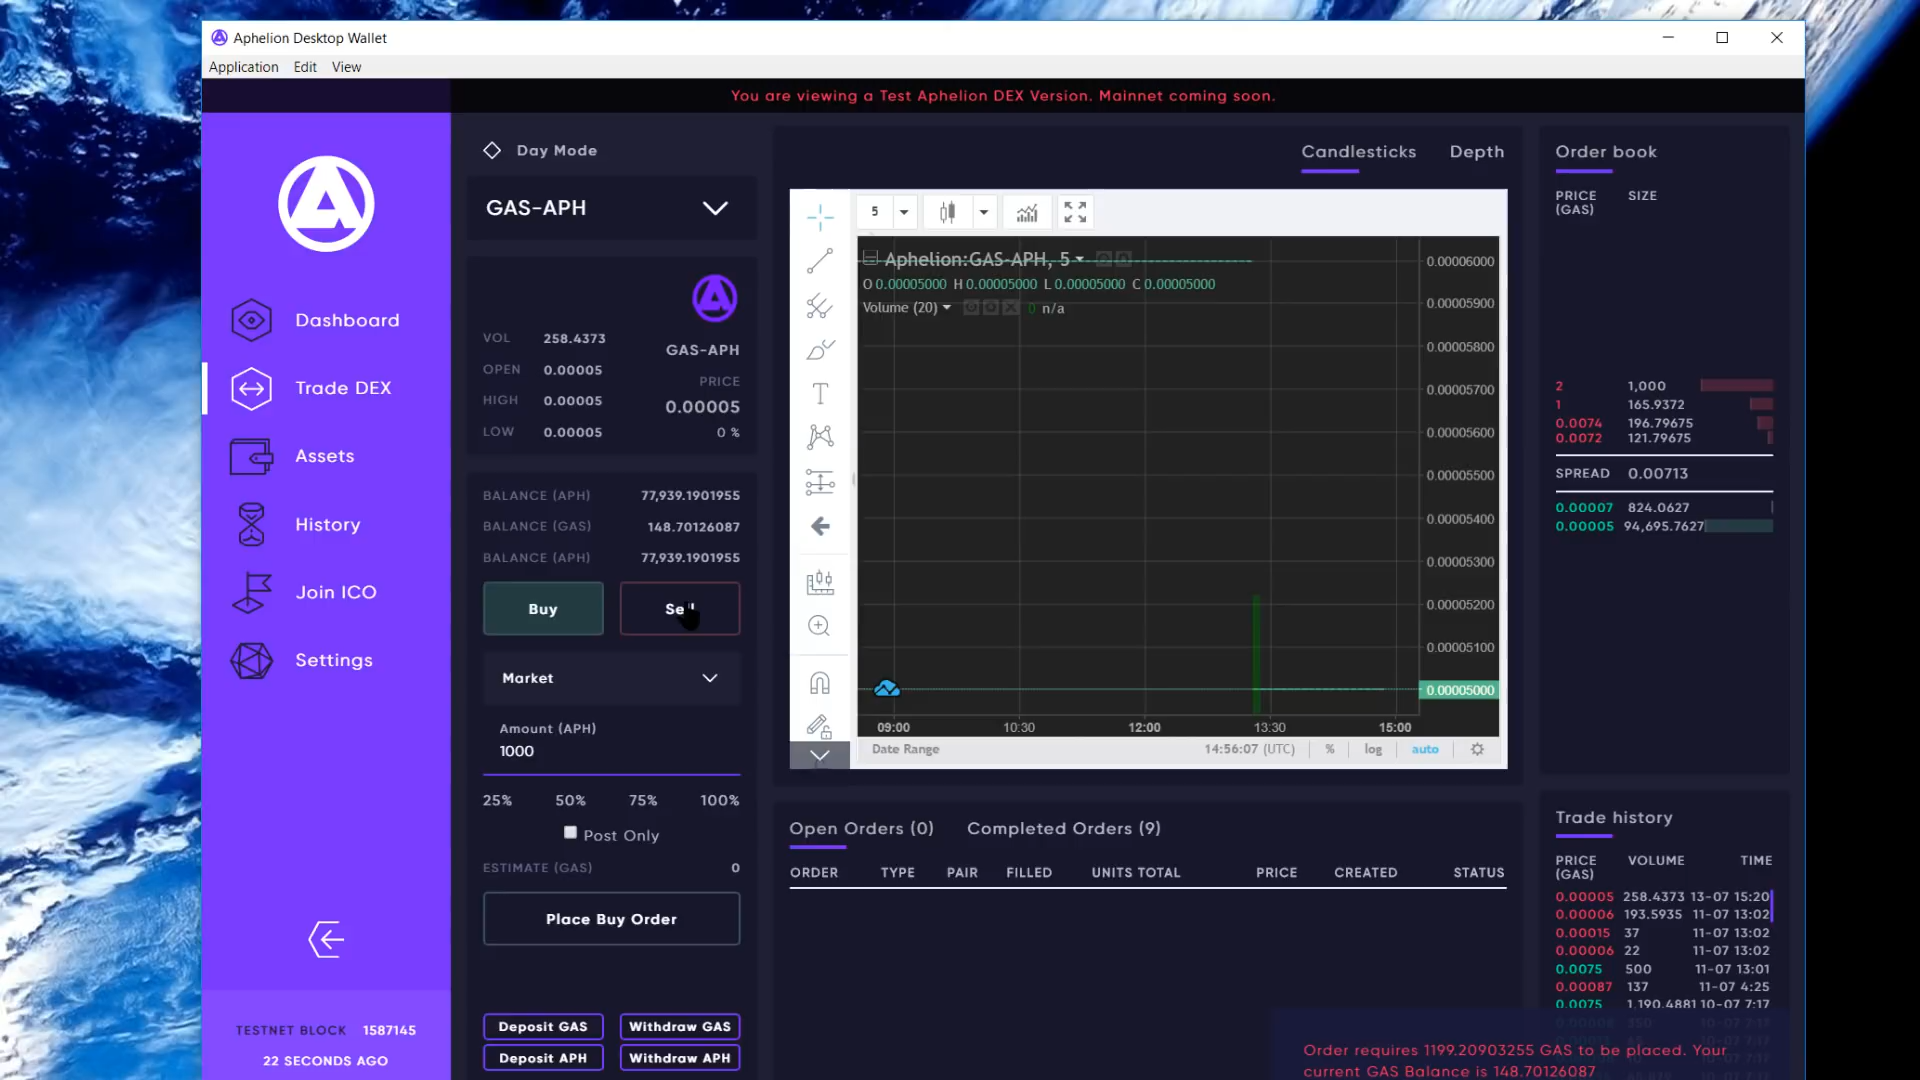 Aphelion Desktop Wallet
Application Edit View
You are viewing a Test Aphelion DEX Version. Mainnet coming soon.
Dashboard
Trade DEX
Assets
History
Join ICO
Settings
TESTNET BLOCK 1587145
22 SECONDS AGO
Day Mode
GAS-APH
VOL 258.4373
OPEN 0.00005
HIGH 0.00005
LOW 0.00005
GAS-APH
PRICE
0.00005
0 %
BALANCE (APH) 77,939.1901955
BALANCE (GAS) 148.70126087
BALANCE (APH) 77,939.1901955
Buy Sell
Market
Amount (APH)
1000
25% 50% 75% 100%
Post Only
ESTIMATE (GAS) 0
Place Buy Order
Deposit GAS Withdraw GAS
Deposit APH Withdraw APH
Candlesticks Depth
5
Aphelion:GAS-APH, 5
O 0.00005000 H 0.00005000 L 0.00005000 C 0.00005000
Volume (20) 0 n/a
0.00006000
0.00005900
0.00005800
0.00005700
0.00005600
0.00005500
0.00005400
0.00005300
0.00005200
0.00005100
0.00005000
09:00 10:30 12:00 13:30 15:00
Date Range 14:56:07 (UTC) % log auto
Open Orders (0) Completed Orders (9)
ORDER TYPE PAIR FILLED UNITS TOTAL PRICE CREATED STATUS
Order book
PRICE (GAS) SIZE
2 1,000
1 165.9372
0.0074 196.79675
0.0072 121.79675
SPREAD 0.00713
0.00007 824.0627
0.00005 94,695.7627
Trade history
PRICE (GAS) VOLUME TIME
0.00005 258.4373 13-07 15:20
0.00006 193.5935 11-07 13:02
0.00015 37 11-07 13:02
0.00006 22 11-07 13:02
0.0075 500 11-07 13:01
0.00087 137 11-07 4:25
0.0075 1,190.4881 10-07 7:17
Order requires 1199.20903255 GAS to be placed. Your
current GAS Balance is 148.70126087